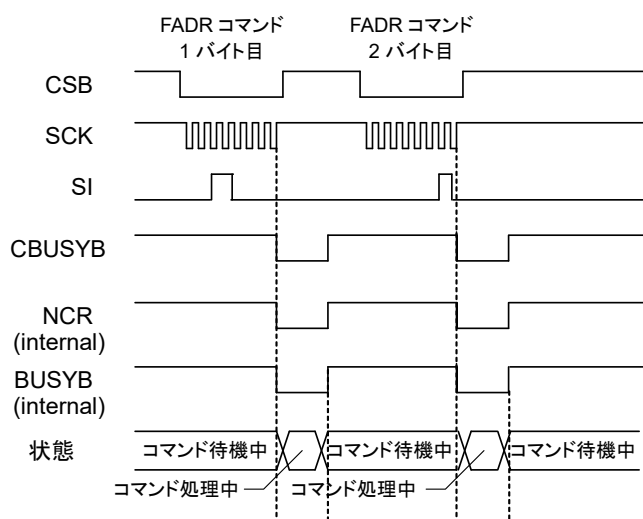 FADR コマンド
1 バイト目
FADR コマンド
2 バイト目
CSB
SCK
SI
CBUSYB
NCR
(internal)
BUSYB
(internal)
状態
コマンド待機中
コマンド待機中
コマンド待機中
コマンド処理中
コマンド処理中